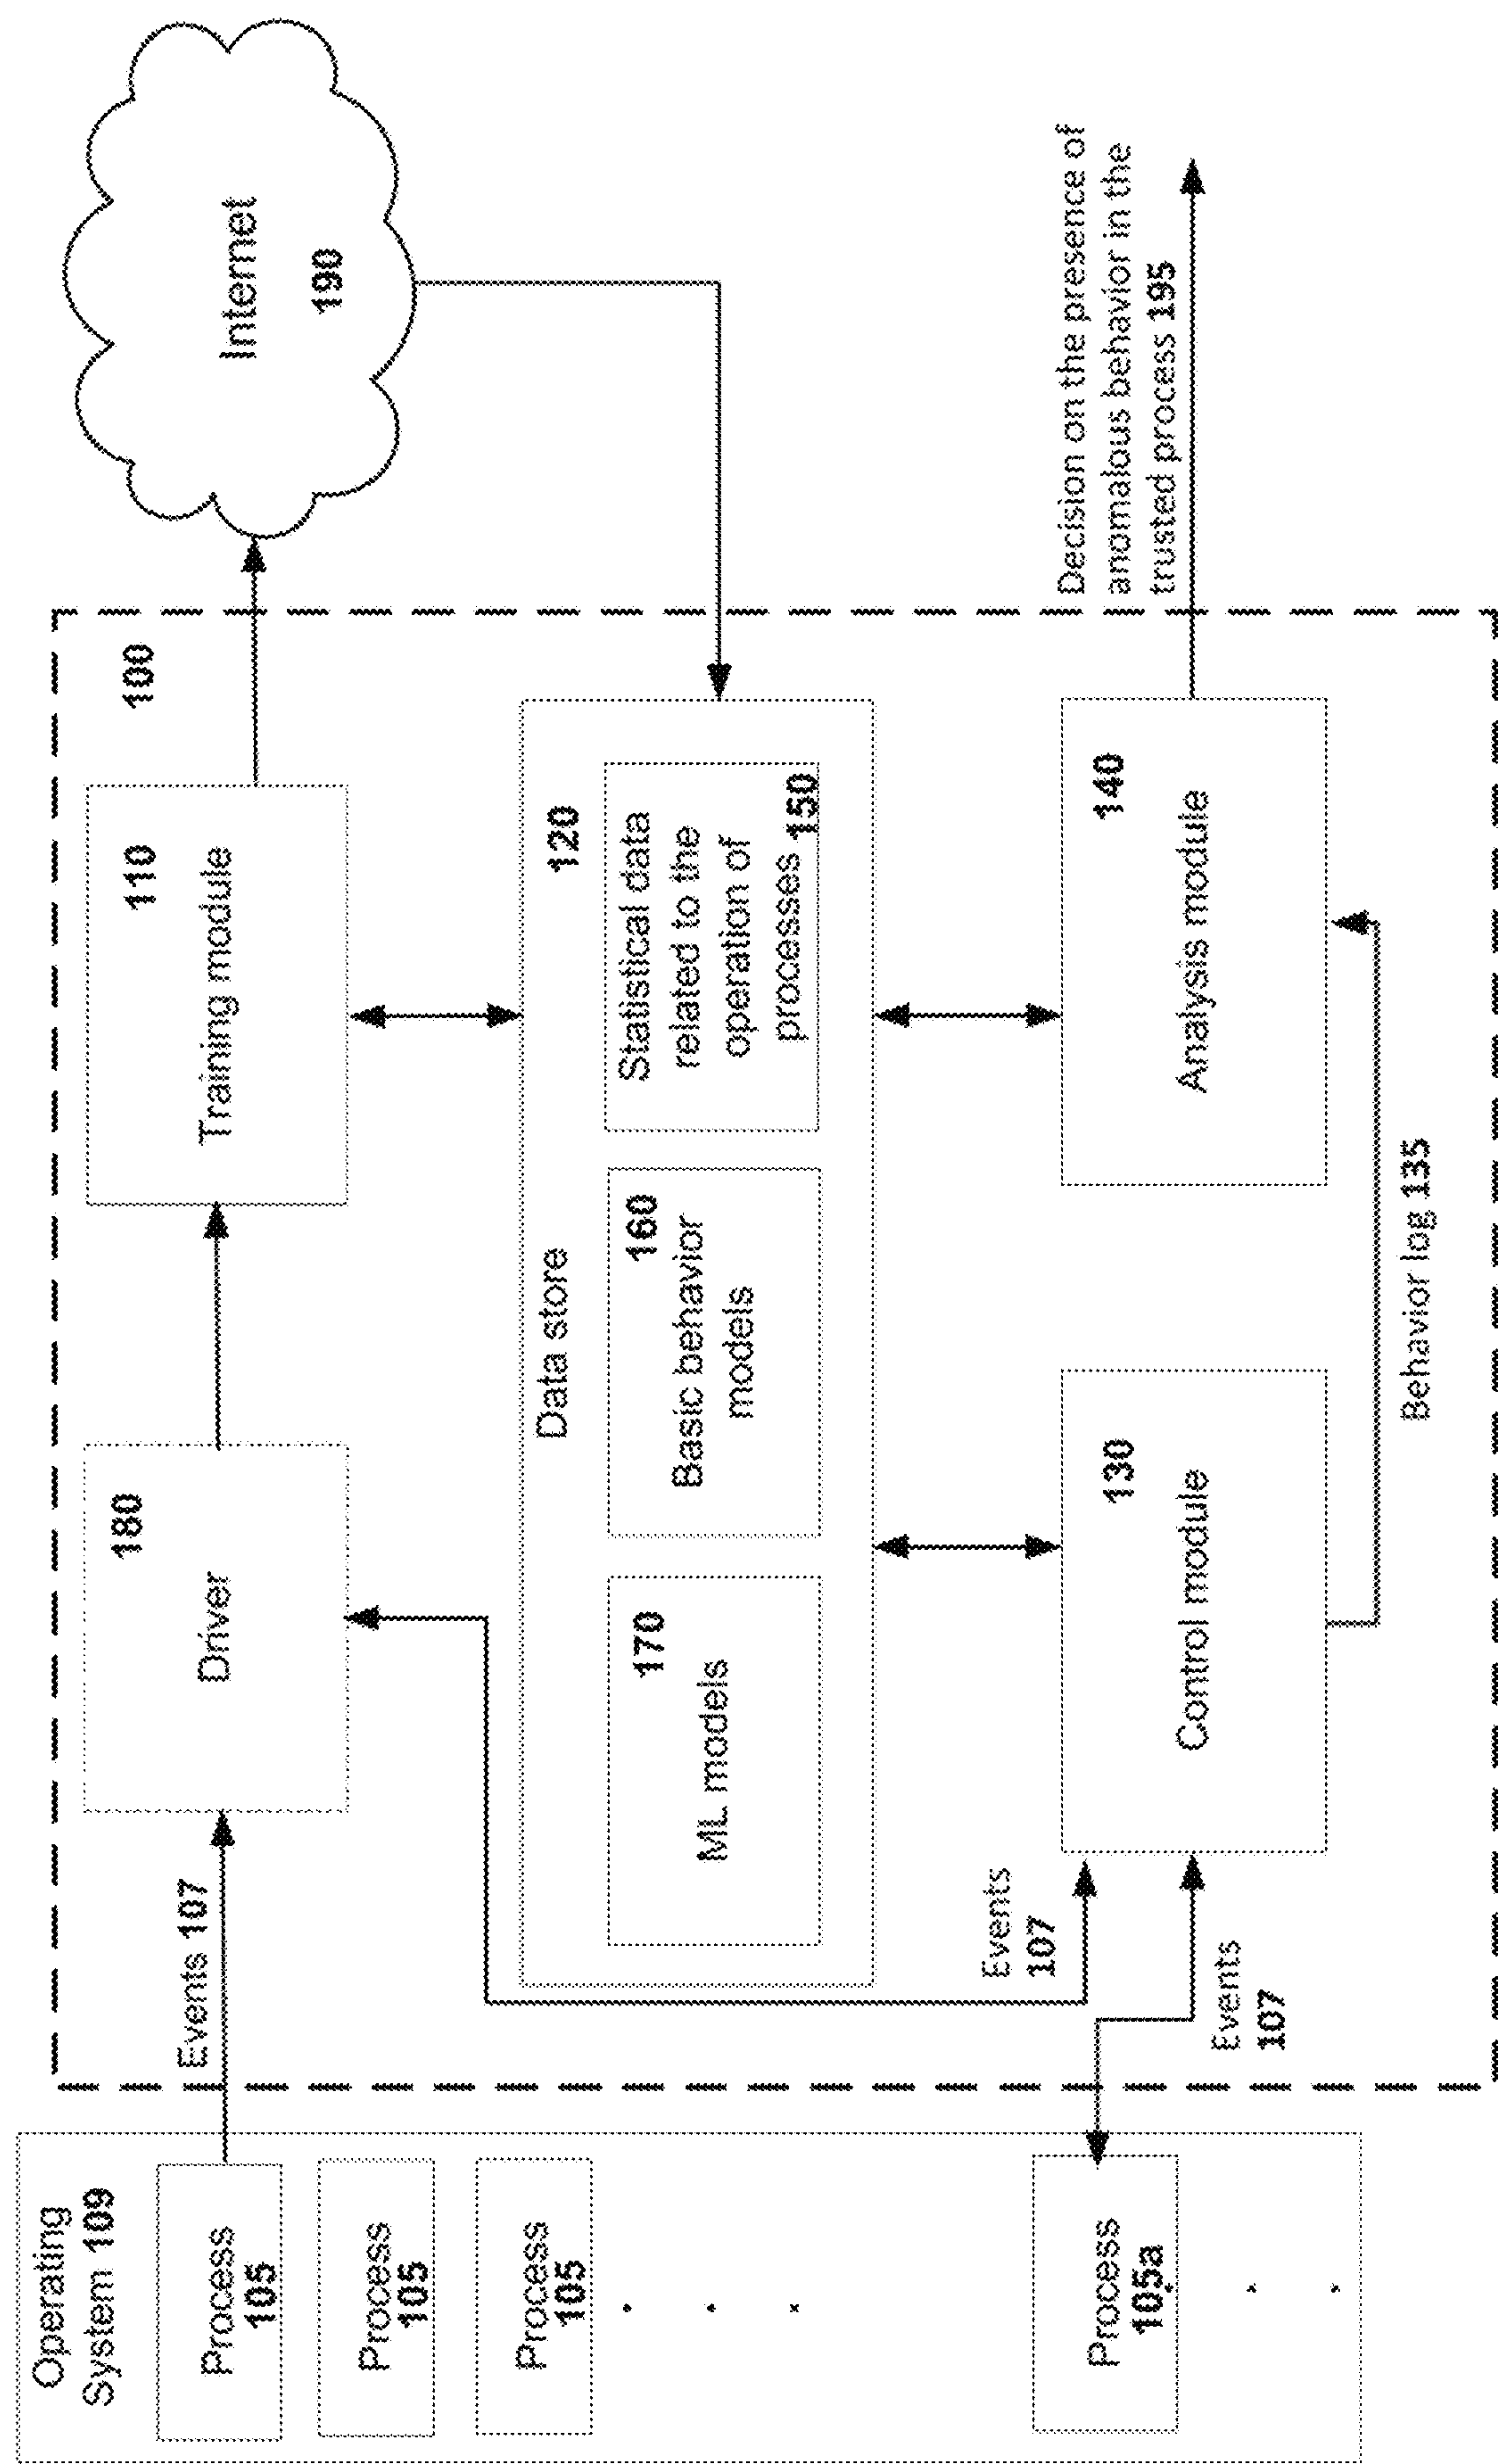 Operating
System 109
Process
105
Process
105
Process
105
Process
105a
Events 107
Events
107
Events
107
100
180
Driver
110
Training module
Data store
120
170
ML models
160
Basic behavior
models
Statistical data
related to the
operation of
processes 150
130
Control module
140
Analysis module
Behavior log 135
Internet
190
Decision on the presence of
anomalous behavior in the
trusted process 195